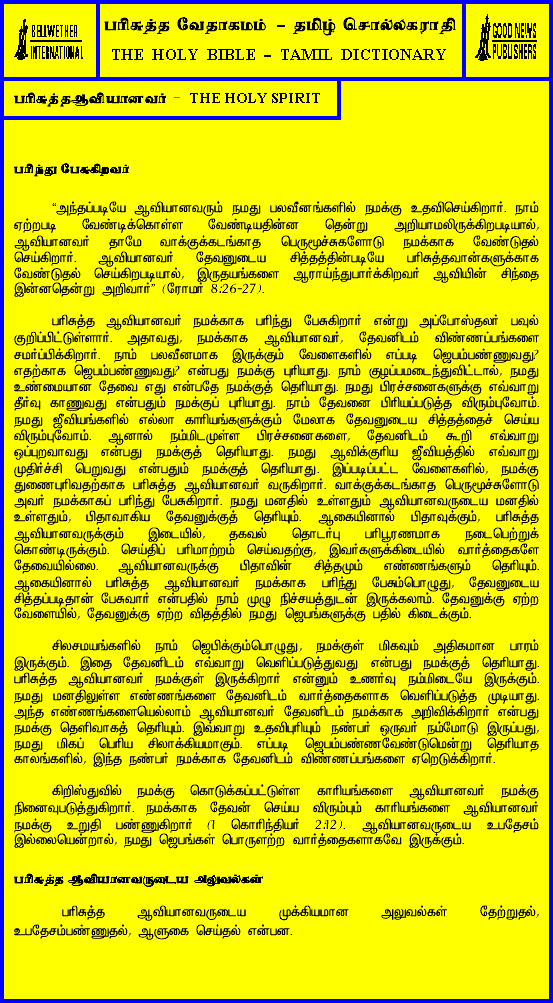 BELLWETHER
INTERNATIONAL
பரிசுத்த வேதாகமம் – தமிழ் சொல்லகராதி
THE HOLY BIBLE – TAMIL DICTIONARY
GOOD NEWS
PUBLISHERS
பரிசுத்தஆவியானவர் – THE HOLY SPIRIT
பரிந்து பேசுகிறவர்
“அந்தப்படியே ஆவியானவரும் நமது பலவீனங்களில் நமக்கு உதவிசெய்கிறார். நாம்
ஏற்றபடி வேண்டிக்கொள்ள வேண்டியதின்ன தென்று அறியாமலிருக்கிறபடியால்,
ஆவியானவர் தாமே வாக்குக்கடங்காத பெருமூச்சுகளோடு நமக்காக வேண்டுதல்
செய்கிறார். ஆவியானவர் தேவனுடைய சித்தத்தின்படியே பரிசுத்தவான்களுக்காக
வேண்டுதல் செய்கிறபடியால், இருதயங்களை ஆராய்ந்துபார்க்கிறவர் ஆவியின் சிந்தை
இன்னதென்று அறிவார்” (ரோமர் 8:26-27).
பரிசுத்த ஆவியானவர் நமக்காக பரிந்து பேசுகிறார் என்று அப்போஸ்தலர் பவுல்
குறிப்பிட்டுள்ளார். அதாவது, நமக்காக ஆவியானவர், தேவனிடம் விண்ணப்பங்களை
சமர்ப்பிக்கிறார். நாம் பலவீனமாக இருக்கும் வேளைகளில் எப்படி ஜெபம்பண்ணுவது?
எதற்காக ஜெபம்பண்ணுவது? என்பது நமக்கு புரியாது. நாம் குழப்பமடைந்துவிட்டால், நமது
உண்மையான தேவை எது என்பதே நமக்குத் தெரியாது. நமது பிரச்சனைகளுக்கு எவ்வாறு
தீர்வு காணுவது என்பதும் நமக்குப் புரியாது. நாம் தேவனை பிரியப்படுத்த விரும்புவோம்.
நமது ஜீவியங்களில் எல்லா காரியங்களுக்கும் மேலாக தேவனுடைய சித்தத்தைச் செய்ய
விரும்புவோம். ஆனால் நம்மிடமுள்ள பிரச்சனைகளை, தேவனிடம் கூறி எவ்வாறு
ஒப்புரவாவது என்பது நமக்குத் தெரியாது. நமது ஆவிக்குரிய ஜீவியத்தில் எவ்வாறு
முதிர்ச்சி பெறுவது என்பதும் நமக்குத் தெரியாது. இப்படிப்பட்ட வேளைகளில், நமக்கு
துணைபுரிவதற்காக பரிசுத்த ஆவியானவர் வருகிறார். வாக்குக்கடங்காத பெருமூச்சுகளோடு
அவர் நமக்காகப் பரிந்து பேசுகிறார். நமது மனதில் உள்ளதும் ஆவியானவருடைய மனதில்
உள்ளதும், பிதாவாகிய தேவனுக்குத் தெரியும். ஆகையினால் பிதாவுக்கும், பரிசுத்த
ஆவியானவருக்கும் இடையில், தகவல் தொடர்பு பரிபூரணமாக நடைபெற்றுக்
கொண்டிருக்கும். செய்திப் பரிமாற்றம் செய்வதற்கு, இவர்களுக்கிடையில் வார்த்தைகளே
தேவையில்லை. ஆவியானவருக்கு பிதாவின் சித்தமும் எண்ணங்களும் தெரியும்.
ஆகையினால் பரிசுத்த ஆவியானவர் நமக்காக பரிந்து பேசும்பொழுது, தேவனுடைய
சித்தப்படிதான் பேசுவார் என்பதில் நாம் முழு நிச்சயத்துடன் இருக்கலாம். தேவனுக்கு ஏற்ற
வேளையில், தேவனுக்கு ஏற்ற விதத்தில் நமது ஜெபங்களுக்கு பதில் கிடைக்கும்.
சிலசமயங்களில் நாம் ஜெபிக்கும்பொழுது, நமக்குள் மிகவும் அதிகமான பாரம்
இருக்கும். இதை தேவனிடம் எவ்வாறு வெளிப்படுத்துவது என்பது நமக்குத் தெரியாது.
பரிசுத்த ஆவியானவர் நமக்குள் இருக்கிறார் என்னும் உணர்வு நம்மிடையே இருக்கும்.
நமது மனதிலுள்ள எண்ணங்களை தேவனிடம் வார்த்தைகளாக வெளிப்படுத்த முடியாது.
அந்த எண்ணங்களையெல்லாம் ஆவியானவர் தேவனிடம் நமக்காக அறிவிக்கிறார் என்பது
நமக்கு தெளிவாகத் தெரியும். இவ்வாறு உதவிபுரியும் நண்பர் ஒருவர் நம்மோடு இருப்பது,
நமது மிகப் பெரிய சிலாக்கியமாகும். எப்படி ஜெபம்பண்ணவேண்டுமென்று தெரியாத
காலங்களில், இந்த நண்பர் நமக்காக தேவனிடம் விண்ணப்பங்களை ஏறெடுக்கிறார்.
கிறிஸ்துவில் நமக்கு கொடுக்கப்பட்டுள்ள காரியங்களை ஆவியானவர் நமக்கு
நினைவுபடுத்துகிறார். நமக்காக தேவன் செய்ய விரும்பும் காரியங்களை ஆவியானவர்
நமக்கு உறுதி பண்ணுகிறார் (1 கொரிந்தியர் 2:12). ஆவியானவருடைய உபதேசம்
இல்லையென்றால், நமது ஜெபங்கள் பொருளற்ற வார்த்தைகளாகவே இருக்கும்.
பரிசுத்த ஆவியானவருடைய அலுவல்கள்
பரிசுத்த ஆவியானவருடைய முக்கியமான அலுவல்கள் தேற்றுதல்,
உபதேசம்பண்ணுதல், ஆளுகை செய்தல் என்பன.